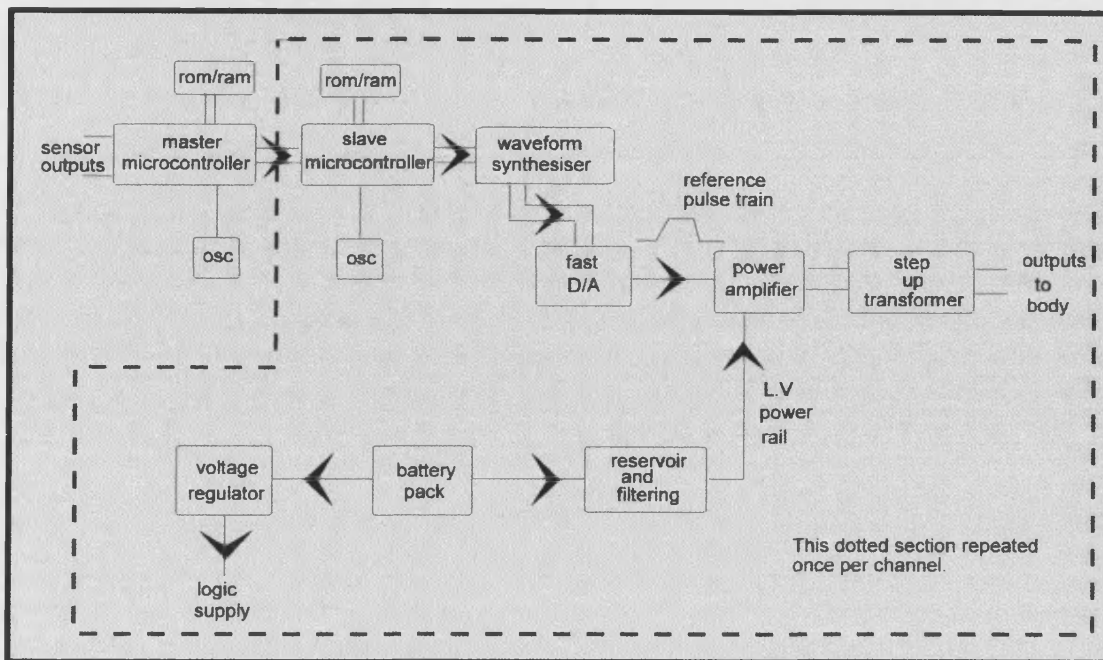 rom/ram
rom/ram
sensor
outputs
master
microcontroller
slave
microcontroller
waveform
synthesiser
reference
pulse train
osc
osc
fast
D/A
power
amplifier
step
up
transformer
outputs
to
body
L.V
power
rail
voltage
regulator
battery
pack
reservoir
and
filtering
This dotted section repeated
once per channel.
logic
supply